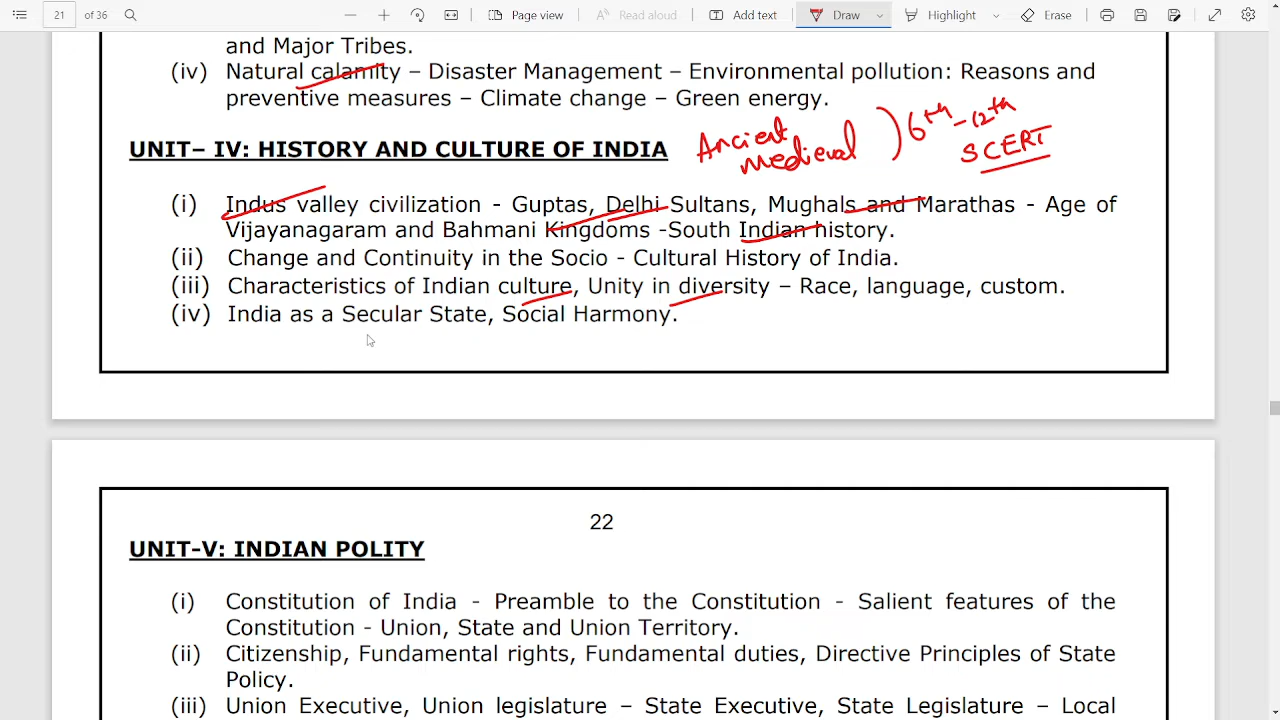 21 of 36 Page view Read aloud Add text Draw Highlight Erase
and Major Tribes.
(iv) Natural calamity – Disaster Management – Environmental pollution: Reasons and
preventive measures – Climate change – Green energy.
UNIT– IV: HISTORY AND CULTURE OF INDIA
Ancient
medieval
) 6th – 12th
SCERT
(i) Indus valley civilization - Guptas, Delhi Sultans, Mughals and Marathas - Age of
Vijayanagaram and Bahmani Kingdoms -South Indian history.
(ii) Change and Continuity in the Socio - Cultural History of India.
(iii) Characteristics of Indian culture, Unity in diversity – Race, language, custom.
(iv) India as a Secular State, Social Harmony.
22
UNIT-V: INDIAN POLITY
(i) Constitution of India - Preamble to the Constitution - Salient features of the
Constitution - Union, State and Union Territory.
(ii) Citizenship, Fundamental rights, Fundamental duties, Directive Principles of State
Policy.
(iii) Union Executive, Union legislature – State Executive, State Legislature – Local